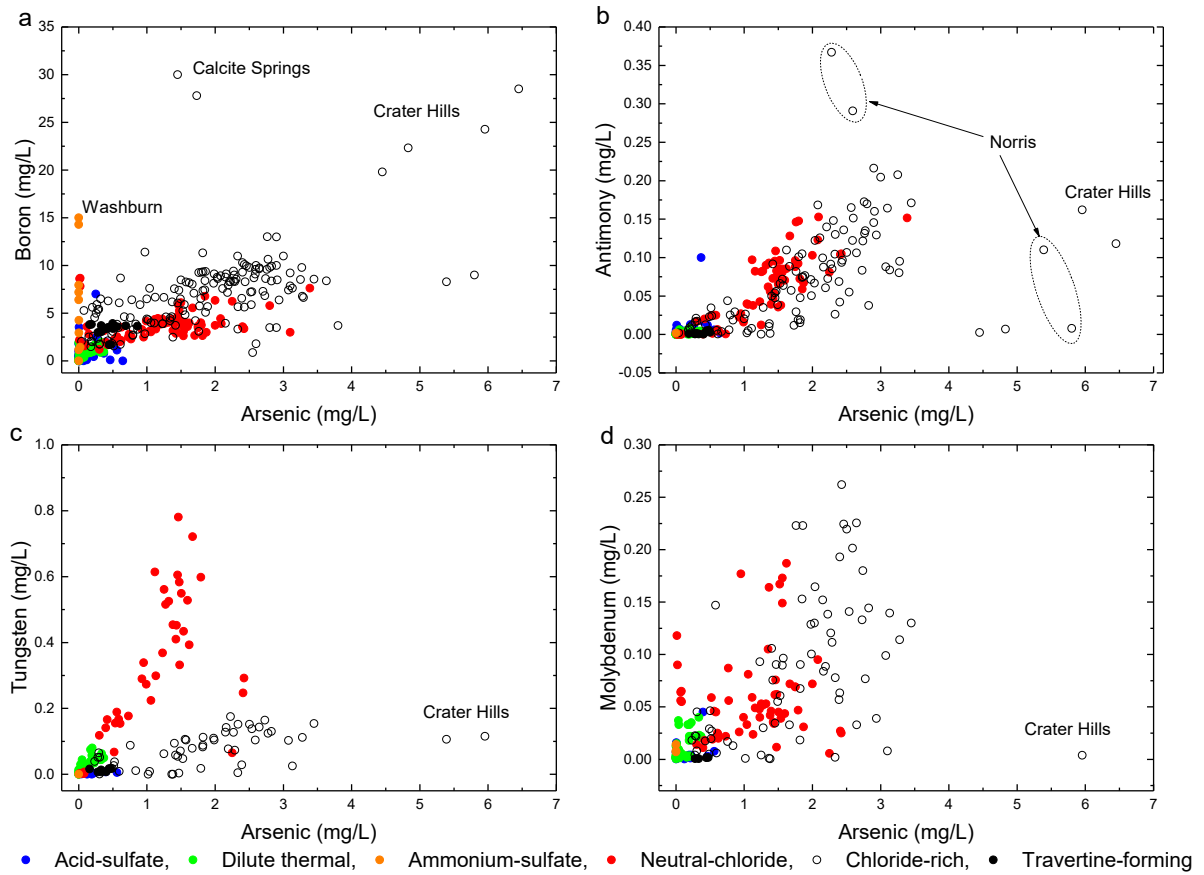 a
35
30
25
20
15
10
5
0
Boron (mg/L)
Calcite Springs
Crater Hills
Washburn
0 1 2 3 4 5 6 7
Arsenic (mg/L)
b
0.40
0.35
0.30
0.25
0.20
0.15
0.10
0.05
0.00
-0.05
Antimony (mg/L)
Norris
Crater Hills
0 1 2 3 4 5 6 7
Arsenic (mg/L)
c
1.0
0.8
0.6
0.4
0.2
0.0
Tungsten (mg/L)
Crater Hills
0 1 2 3 4 5 6 7
Arsenic (mg/L)
d
0.30
0.25
0.20
0.15
0.10
0.05
0.00
Molybdenum (mg/L)
Crater Hills
0 1 2 3 4 5 6 7
Arsenic (mg/L)
Acid-sulfate, Dilute thermal, Ammonium-sulfate, Neutral-chloride, Chloride-rich, Travertine-forming